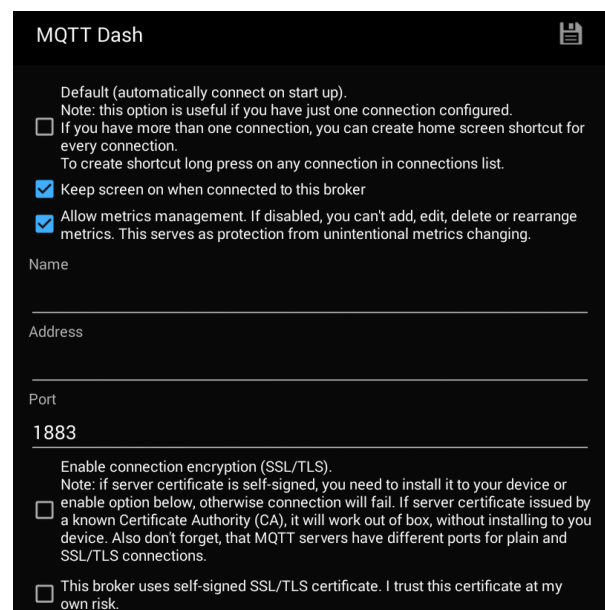 MQTT Dash
Default (automatically connect on start up).
Note: this option is useful if you have just one connection configured.
If you have more than one connection, you can create home screen shortcut for
every connection.
To create shortcut long press on any connection in connections list.
Keep screen on when connected to this broker
Allow metrics management. If disabled, you can't add, edit, delete or rearrange
metrics. This serves as protection from unintentional metrics changing.
Name
Address
Port
1883
Enable connection encryption (SSL/TLS).
Note: if server certificate is self-signed, you need to install it to your device or
enable option below, otherwise connection will fail. If server certificate issued by
a known Certificate Authority (CA), it will work out of box, without installing to you
device. Also don't forget, that MQTT servers have different ports for plain and
SSL/TLS connections.
This broker uses self-signed SSL/TLS certificate. I trust this certificate at my
own risk.